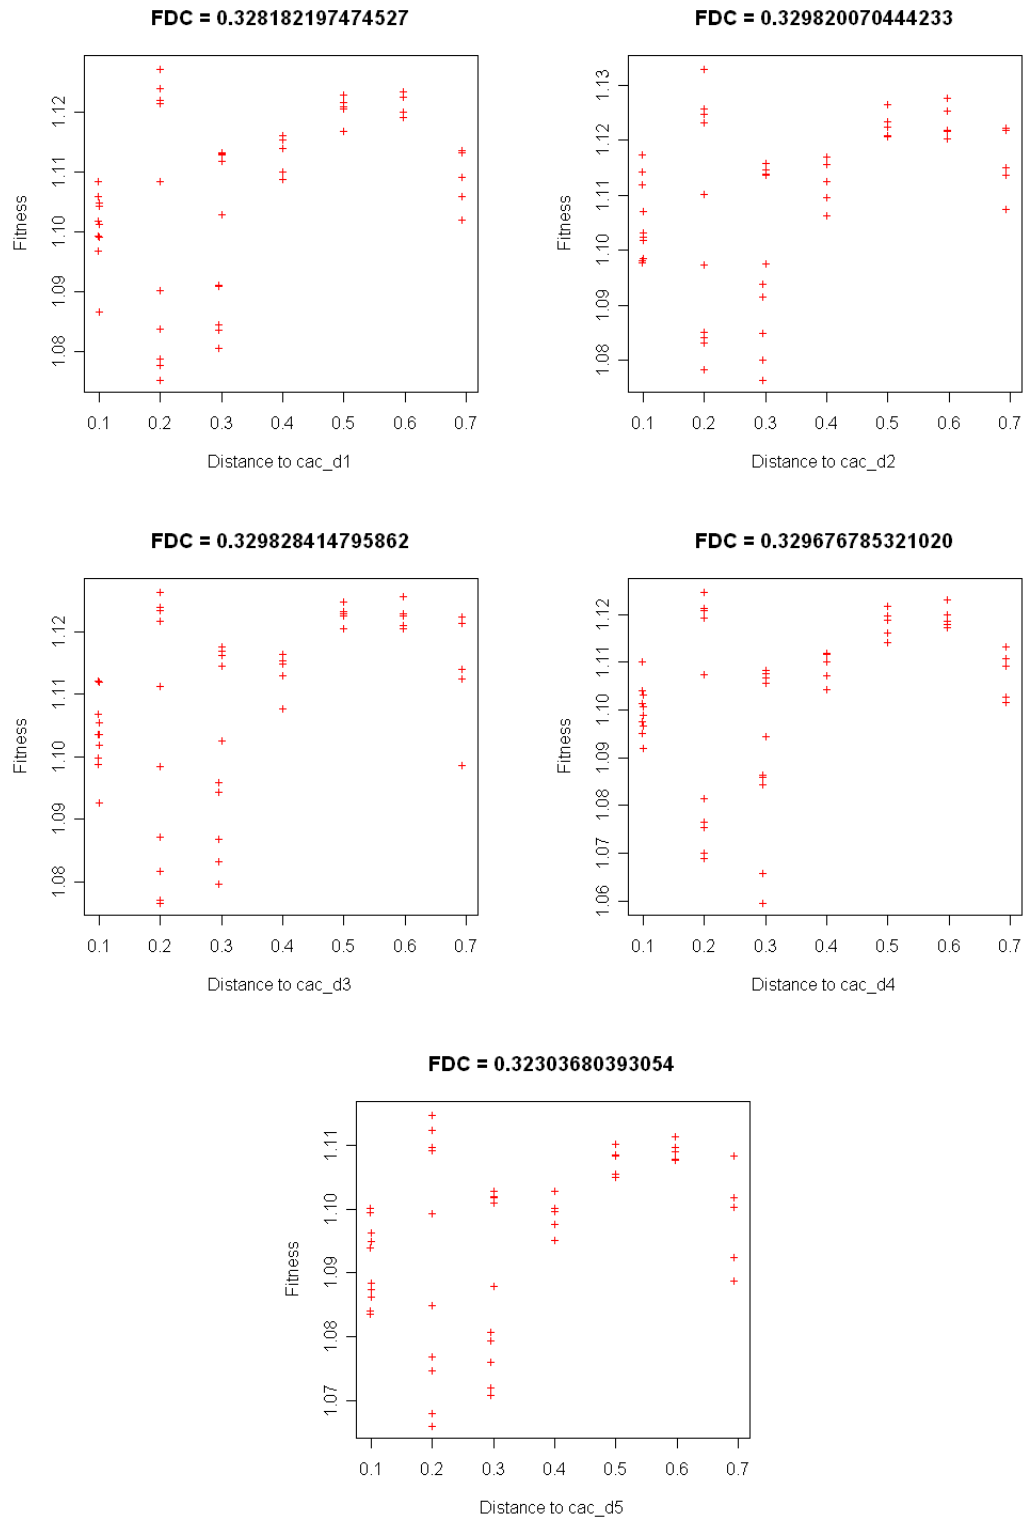 FDC = 0.328182197474527
Fitness
1.08 1.09 1.10 1.11 1.12
0.1 0.2 0.3 0.4 0.5 0.6 0.7
Distance to cac_d1
FDC = 0.329820070444233
Fitness
1.08 1.09 1.10 1.11 1.12 1.13
0.1 0.2 0.3 0.4 0.5 0.6 0.7
Distance to cac_d2
FDC = 0.329828414795862
Fitness
1.08 1.09 1.10 1.11 1.12
0.1 0.2 0.3 0.4 0.5 0.6 0.7
Distance to cac_d3
FDC = 0.329676785321020
Fitness
1.06 1.07 1.08 1.09 1.10 1.11 1.12
0.1 0.2 0.3 0.4 0.5 0.6 0.7
Distance to cac_d4
FDC = 0.32303680393054
Fitness
1.07 1.08 1.09 1.10 1.11
0.1 0.2 0.3 0.4 0.5 0.6 0.7
Distance to cac_d5